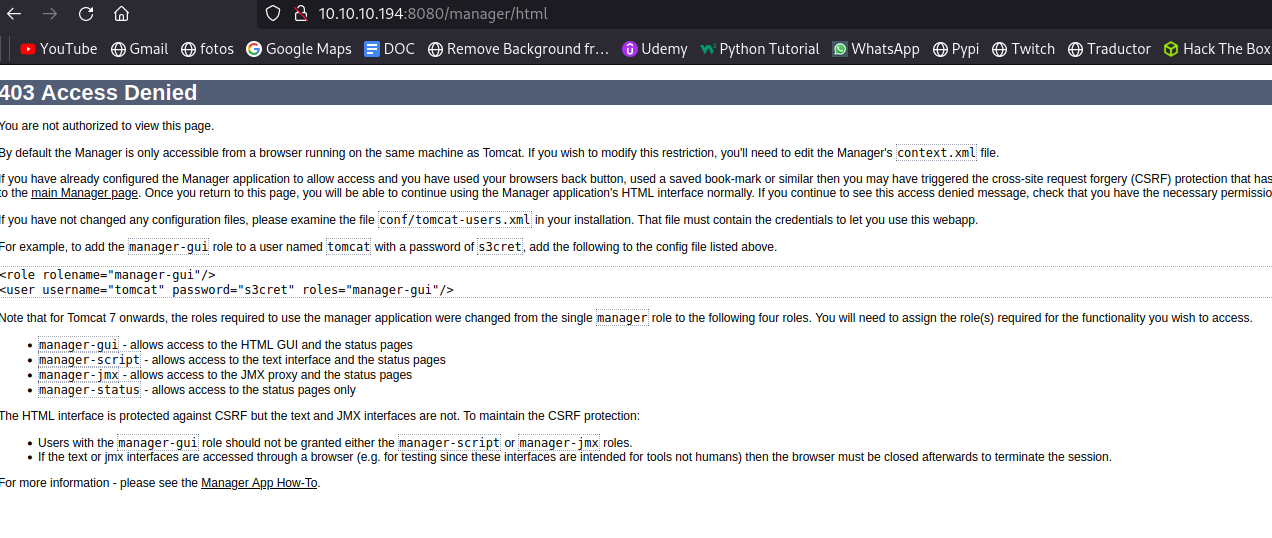 10.10.10.194:8080/manager/html
YouTube Gmail fotos Google Maps DOC Remove Background fr… Udemy Python Tutorial WhatsApp Pypi Twitch Traductor Hack The Box
403 Access Denied
You are not authorized to view this page.
By default the Manager is only accessible from a browser running on the same machine as Tomcat. If you wish to modify this restriction, you'll need to edit the Manager's context.xml file.
If you have already configured the Manager application to allow access and you have used your browsers back button, used a saved book-mark or similar then you may have triggered the cross-site request forgery (CSRF) protection that has
to the main Manager page. Once you return to this page, you will be able to continue using the Manager application's HTML interface normally. If you continue to see this access denied message, check that you have the necessary permissio
If you have not changed any configuration files, please examine the file conf/tomcat-users.xml in your installation. That file must contain the credentials to let you use this webapp.
For example, to add the manager-gui role to a user named tomcat with a password of s3cret, add the following to the config file listed above.
<role rolename="manager-gui"/>
<user username="tomcat" password="s3cret" roles="manager-gui"/>
Note that for Tomcat 7 onwards, the roles required to use the manager application were changed from the single manager role to the following four roles. You will need to assign the role(s) required for the functionality you wish to access.
• manager-gui - allows access to the HTML GUI and the status pages
• manager-script - allows access to the text interface and the status pages
• manager-jmx - allows access to the JMX proxy and the status pages
• manager-status - allows access to the status pages only
The HTML interface is protected against CSRF but the text and JMX interfaces are not. To maintain the CSRF protection:
• Users with the manager-gui role should not be granted either the manager-script or manager-jmx roles.
• If the text or jmx interfaces are accessed through a browser (e.g. for testing since these interfaces are intended for tools not humans) then the browser must be closed afterwards to terminate the session.
For more information - please see the Manager App How-To.